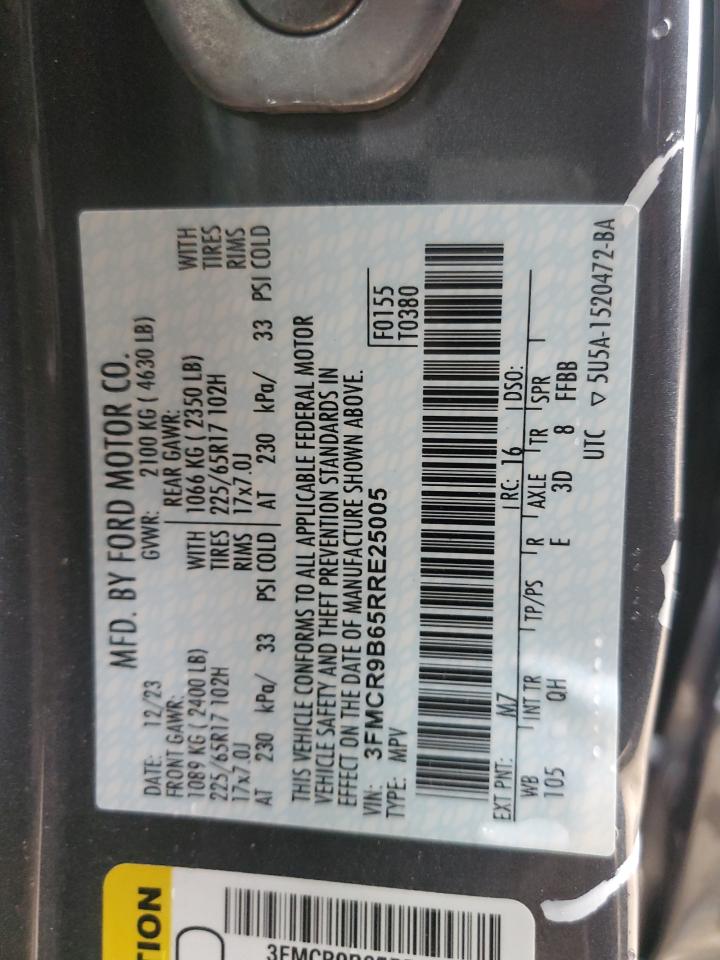 MFD. BY FORD MOTOR CO.
DATE: 12/23 GVWR: 2100 KG ( 4630 LB)
FRONT GAWR: REAR GAWR:
1089 KG ( 2400 LB) WITH 1066 KG ( 2350 LB) WITH
225/65R17 102H TIRES 225/65R17 102H TIRES
17x7.0J RIMS 17x7.0J RIMS
AT 230 kPa/ 33 PSI COLD AT 230 kPa/ 33 PSI COLD
THIS VEHICLE CONFORMS TO ALL APPLICABLE FEDERAL MOTOR
VEHICLE SAFETY AND THEFT PREVENTION STANDARDS IN
EFFECT ON THE DATE OF MANUFACTURE SHOWN ABOVE.
VIN: 3FMCR9B65RRE25005 F0155
TYPE: MPV T0380
EXT PNT: M7 RC: 16 DSO:
WB INT TR TP/PS R AXLE TR SPR
105 QH E 3D 8 FFBB
UTC ▽ 5U5A-1520472-BA
TION